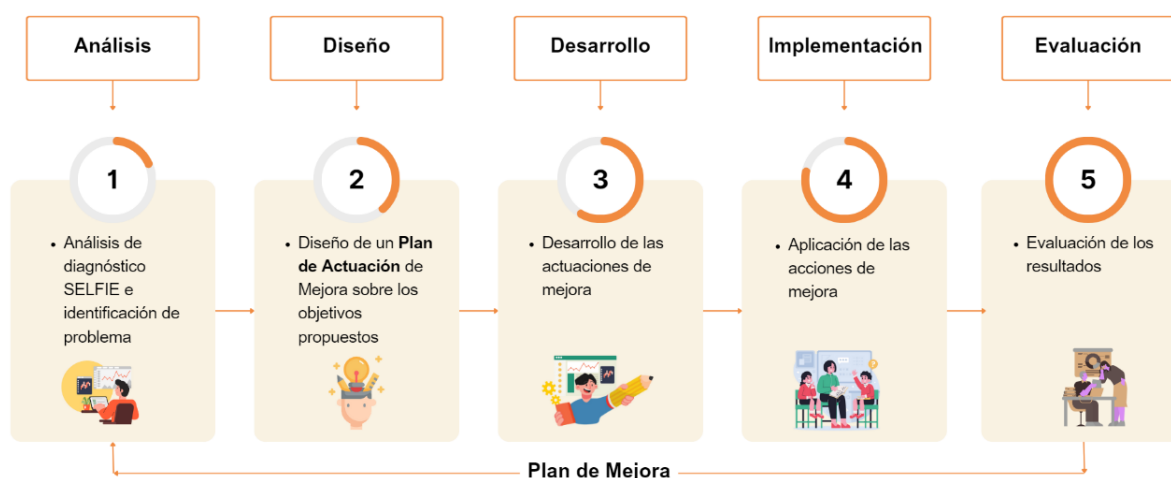 Análisis
Diseño
Desarrollo
Implementación
Evaluación
1
2
3
4
5
• Análisis de
diagnóstico
SELFIE e
identificación de
problema
• Diseño de un Plan
de Actuación de
Mejora sobre los
objetivos
propuestos
• Desarrollo de las
actuaciones de
mejora
• Aplicación de las
acciones de
mejora
• Evaluación de los
resultados
Plan de Mejora